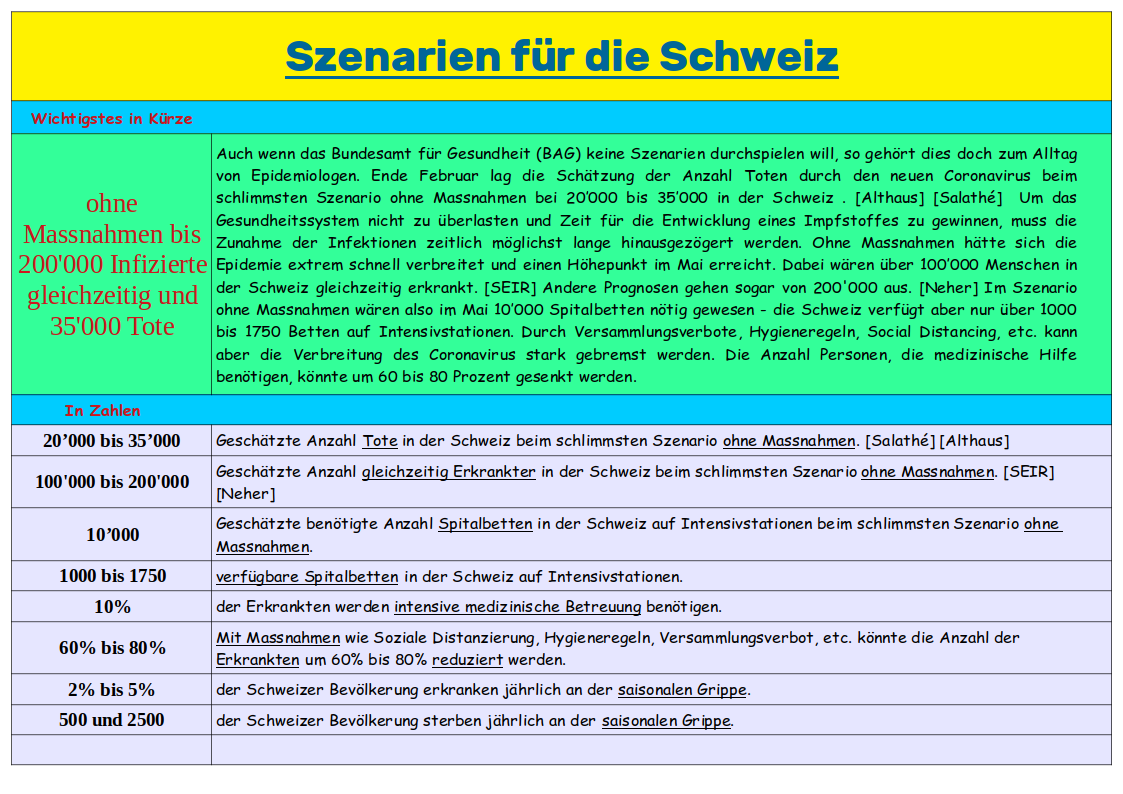 Szenarien für die Schweiz
Wichtigstes in Kürze
ohne
Massnahmen bis
200'000 Infizierte
gleichzeitig und
35'000 Tote
Auch wenn das Bundesamt für Gesundheit (BAG) keine Szenarien durchspielen will, so gehört dies doch zum Alltag
von Epidemiologen. Ende Februar lag die Schätzung der Anzahl Toten durch den neuen Coronavirus beim
schlimmsten Szenario ohne Massnahmen bei 20’000 bis 35’000 in der Schweiz . [Althaus] [Salathé] Um das
Gesundheitssystem nicht zu überlasten und Zeit für die Entwicklung eines Impfstoffes zu gewinnen, muss die
Zunahme der Infektionen zeitlich möglichst lange hinausgezögert werden. Ohne Massnahmen hätte sich die
Epidemie extrem schnell verbreitet und einen Höhepunkt im Mai erreicht. Dabei wären über 100’000 Menschen in
der Schweiz gleichzeitig erkrankt. [SEIR] Andere Prognosen gehen sogar von 200'000 aus. [Neher] Im Szenario
ohne Massnahmen wären also im Mai 10’000 Spitalbetten nötig gewesen - die Schweiz verfügt aber nur über 1000
bis 1750 Betten auf Intensivstationen. Durch Versammlungsverbote, Hygieneregeln, Social Distancing, etc. kann
aber die Verbreitung des Coronavirus stark gebremst werden. Die Anzahl Personen, die medizinische Hilfe
benötigen, könnte um 60 bis 80 Prozent gesenkt werden.
In Zahlen
20’000 bis 35’000
Geschätzte Anzahl Tote in der Schweiz beim schlimmsten Szenario ohne Massnahmen. [Salathé] [Althaus]
100'000 bis 200'000
Geschätzte Anzahl gleichzeitig Erkrankter in der Schweiz beim schlimmsten Szenario ohne Massnahmen. [SEIR]
[Neher]
10’000
Geschätzte benötigte Anzahl Spitalbetten in der Schweiz auf Intensivstationen beim schlimmsten Szenario ohne
Massnahmen.
1000 bis 1750
verfügbare Spitalbetten in der Schweiz auf Intensivstationen.
10%
der Erkrankten werden intensive medizinische Betreuung benötigen.
60% bis 80%
Mit Massnahmen wie Soziale Distanzierung, Hygieneregeln, Versammlungsverbot, etc. könnte die Anzahl der
Erkrankten um 60% bis 80% reduziert werden.
2% bis 5%
der Schweizer Bevölkerung erkranken jährlich an der saisonalen Grippe.
500 und 2500
der Schweizer Bevölkerung sterben jährlich an der saisonalen Grippe.